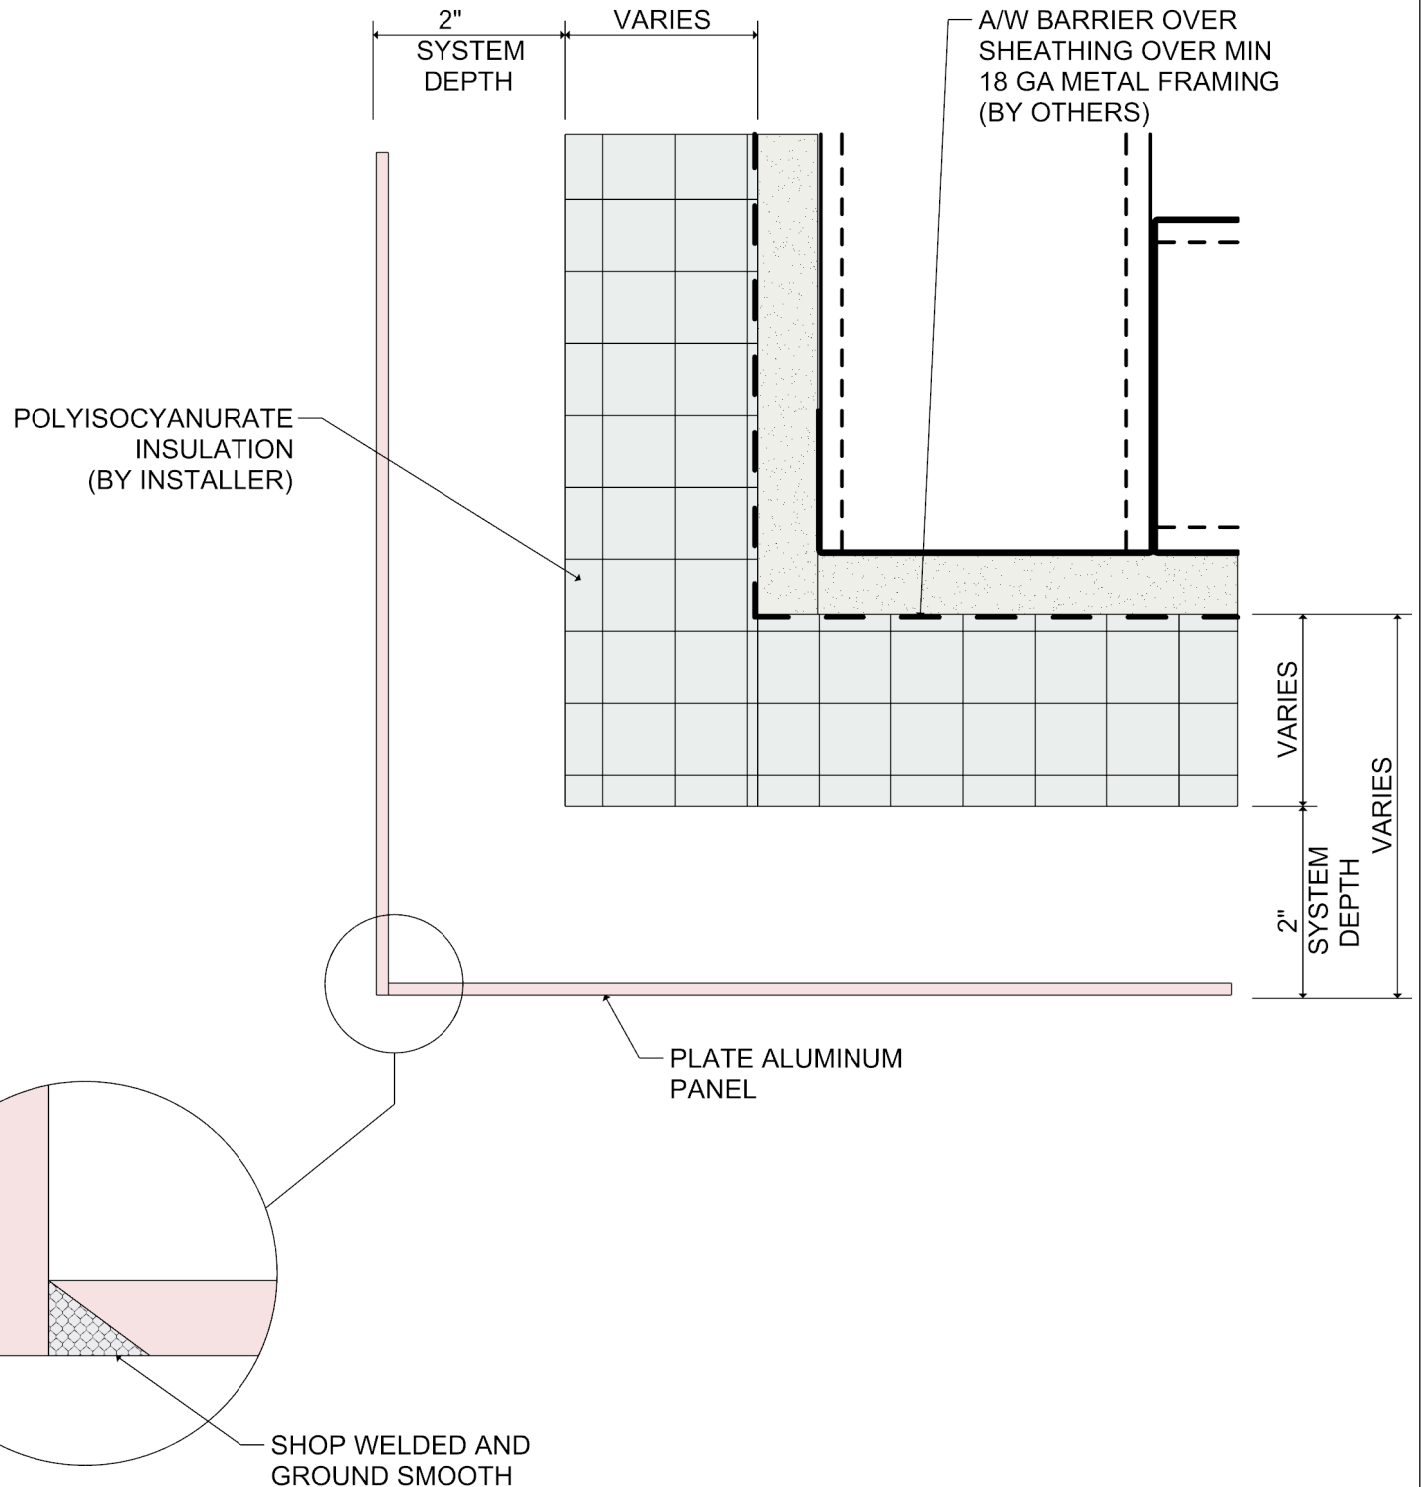 2"
SYSTEM
DEPTH
VARIES
A/W BARRIER OVER
SHEATHING OVER MIN
18 GA METAL FRAMING
(BY OTHERS)
POLYISOCYANURATE
INSULATION
(BY INSTALLER)
VARIES
VARIES
2"
SYSTEM
DEPTH
PLATE ALUMINUM
PANEL
SHOP WELDED AND
GROUND SMOOTH